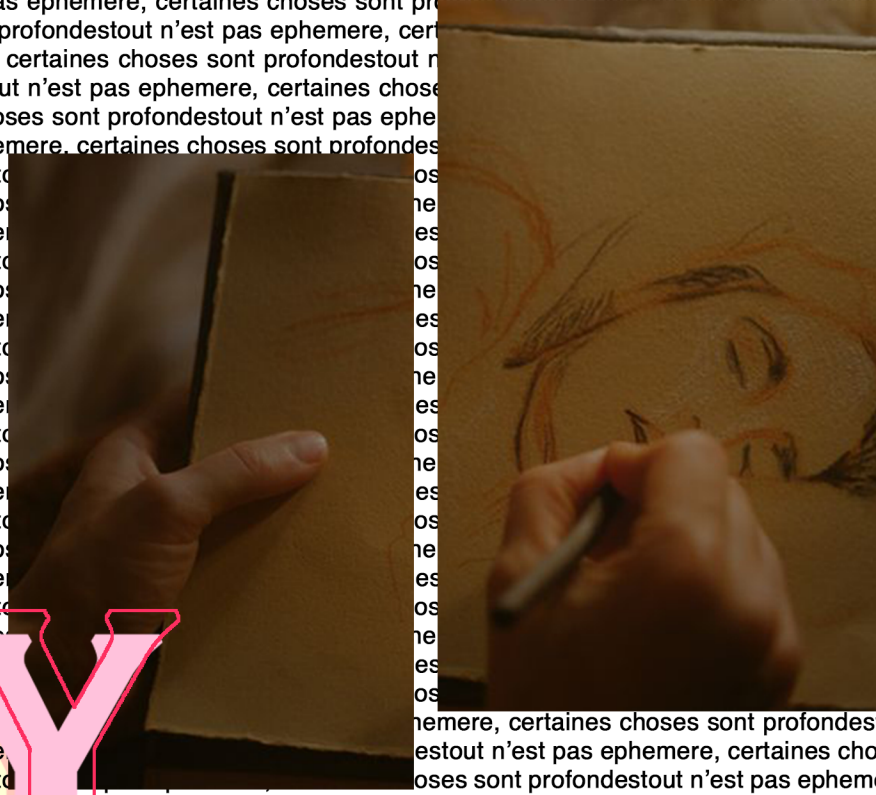 as ephemere, certaines choses sont pro
profondestout n’est pas ephemere, cert
certaines choses sont profondestout n
ut n’est pas ephemere, certaines chose
oses sont profondestout n’est pas ephe
emere, certaines choses sont profondes
hemere, certaines choses sont profondes
estout n’est pas ephemere, certaines cho
oses sont profondestout n’est pas epheme
Y